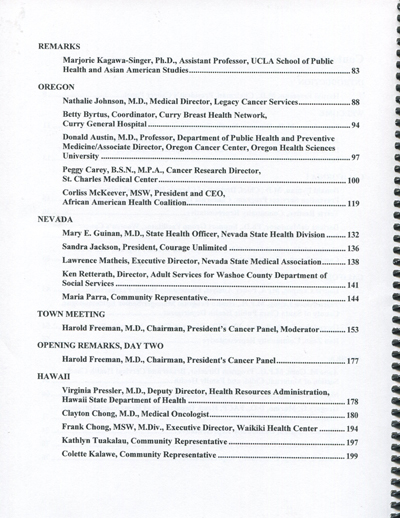 REMARKS
Marjorie Kagawa-Singer, Ph.D., Assistant Professor, UCLA School of Public
Health and Asian American Studies..........83
OREGON
Nathalie Johnson, M.D., Medical Director, Legacy Cancer Services..........88
Betty Byrtus, Coordinator, Curry Breast Health Network,
Curry General Hospital..........94
Donald Austin, M.D., Professor, Department of Public Health and Preventive
Medicine/Associate Director, Oregon Cancer Center, Oregon Health Sciences
University..........97
Peggy Carey, B.S.N., M.P.A., Cancer Research Director,
St. Charles Medical Center..........100
Corliss McKeever, MSW, President and CEO,
African American Health Coalition..........119
NEVADA
Mary E. Guinan, M.D., State Health Officer, Nevada State Health Division..........132
Sandra Jackson, President, Courage Unlimited..........136
Lawrence Matheis, Executive Director, Nevada State Medical Association..........138
Ken Retterath, Director, Adult Services for Washoe County Department of
Social Services..........141
Maria Parra, Community Representative..........144
TOWN MEETING
Harold Freeman, M.D., Chairman, President's Cancer Panel, Moderator..........153
OPENING REMARKS, DAY TWO
Harold Freeman, M.D., Chairman, President's Cancer Panel..........177
HAWAII
Virginia Pressler, M.D., Deputy Director, Health Resources Administration,
Hawaii State Department of Health..........178
Clayton Chong, M.D., Medical Oncologist..........180
Frank Chong, MSW, M.Div., Executive Director, Waikiki Health Center..........194
Kathlyn Tuakalau, Community Representative..........197
Colette Kalawe, Community Representative..........199